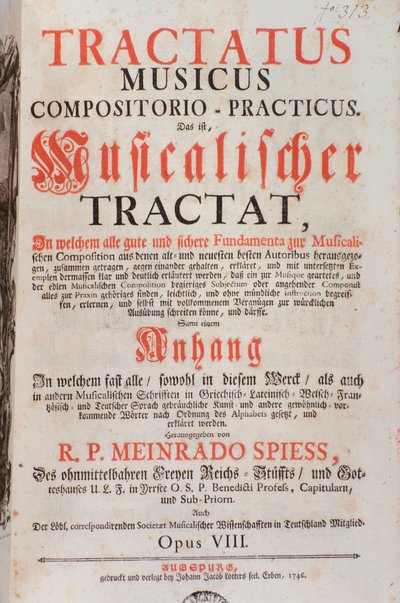 fo: 313.
TRACTATUS
MUSICUS
COMPOSITORIO - PRACTICUS.
Das ist,
Musicalischer
TRACTAT,
In welchem alle gute und sichere Fundamenta zur Musicali-
schen Composition aus denen alt- und neuesten besten Autoribus herausgezo-
gen, zusammen getragen, gegen einander gehalten, erkläret, und mit untersetzten Ex-
emplen dermassen klar und deutlich erläutert werden, daß ein zur Musique geartetes, und
der edlen Musicalischen Composition begieriges Subjectum oder angehender Componist
alles zur Praxin gehöriges finden, leichtlich, und ohne mündliche instruction begreif-
fen, erlernen, und selbst mit vollkommenem Vergnügen zur würcklichen
Ausübung schreiten könne, und dürffe.
Samt einem
Anhang
In welchem fast alle / sowohl in diesem Werck / als auch
in andern Musicalischen Schrifften in Griechisch- Lateinisch- Welsch- Fran-
tzösisch- und Teutscher Sprach gebräuchliche Kunst- und andere gewöhnlich- vor-
kommende Wörter nach Ordnung des Alphabets gesetzt, und
erkläret werden.
Herausgegeben von
R. P. MEINRADO SPIESS,
Des ohnmittelbahren Freyen Reichs- Stüffts / und Got-
teshauses U. L. F. in Yrrsee O. S. P. Benedicti Profess, Capitularn,
und Sub-Priorn.
Auch
Der Löbl. correspondirenden Societæt Musicalischer Wissenschafften in Teutschland Mitglied.
Opus VIII.
AUGSPURG,
gedruckt und verlegt bey Johann Jacob Lotters seel. Erben, 1746.